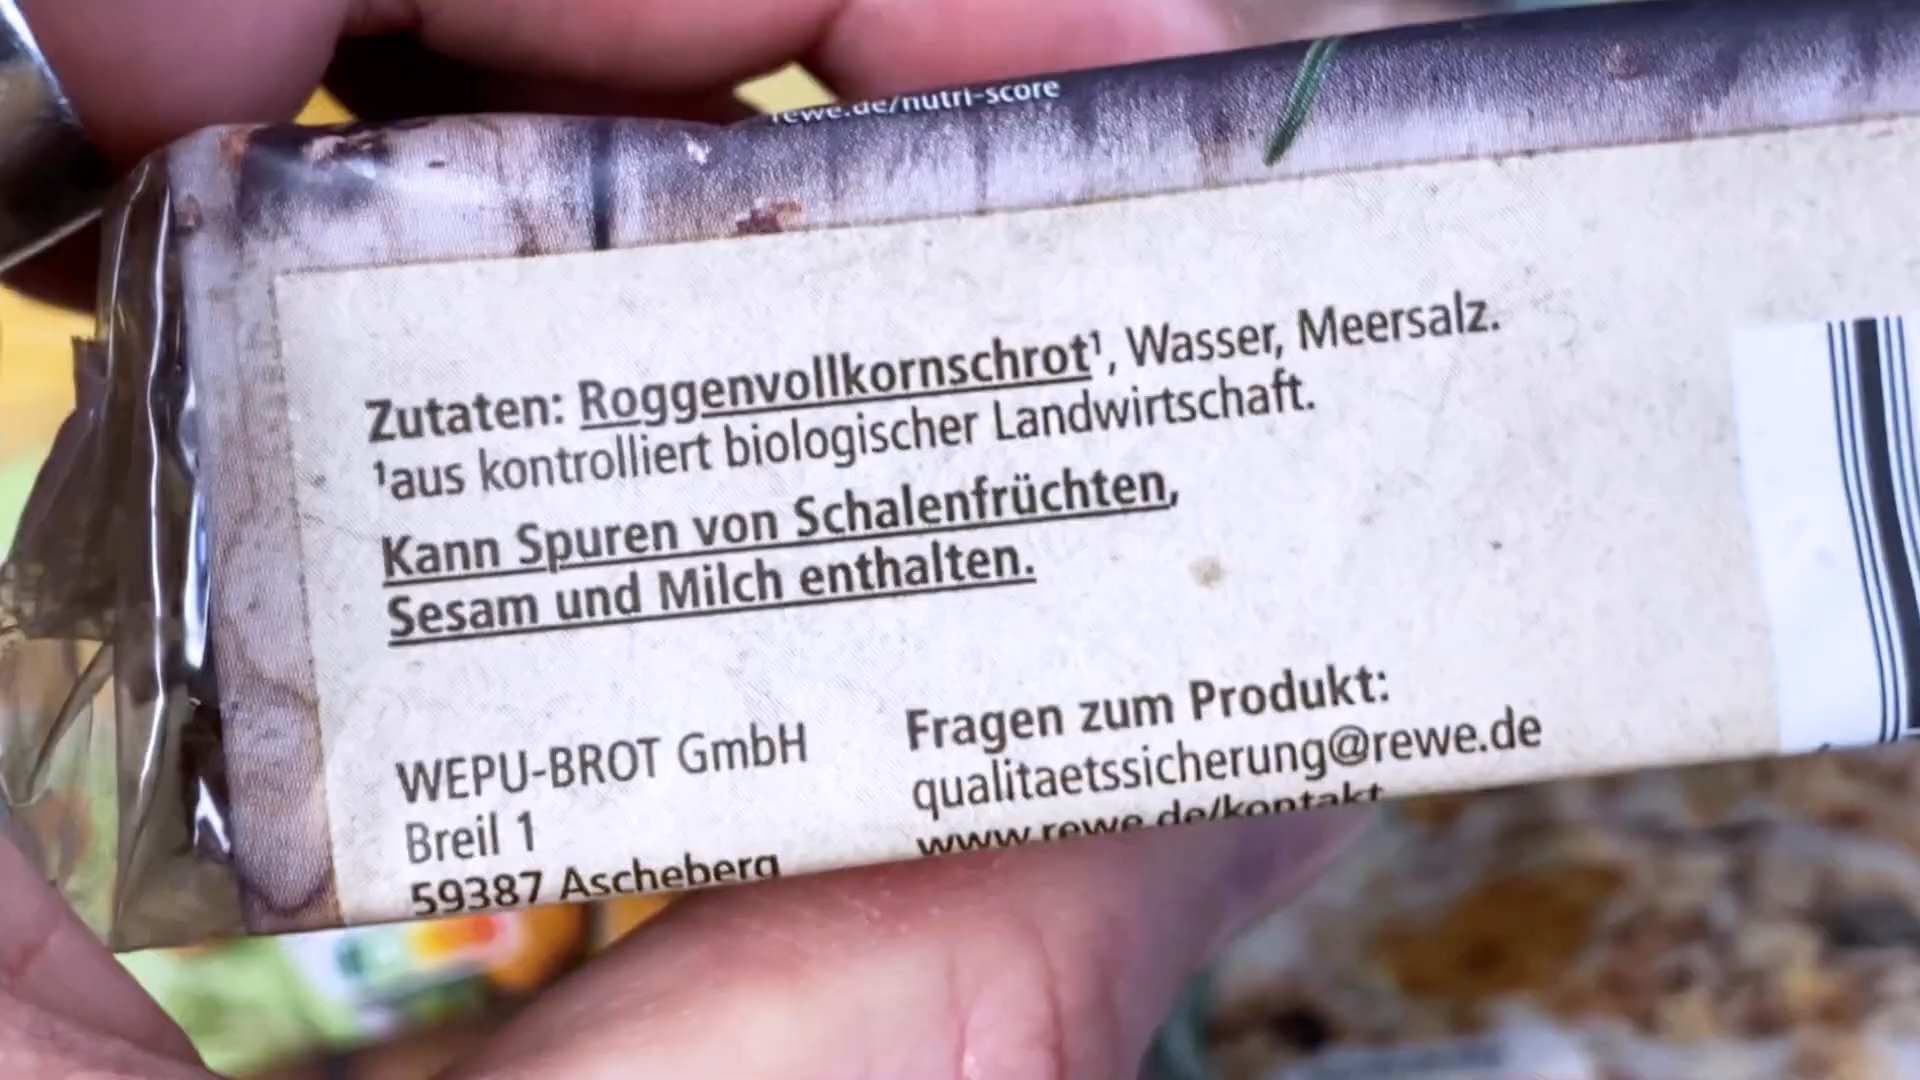 rewe.de/nutri-score
Zutaten: Roggenvollkornschrot¹, Wasser, Meersalz.
¹aus kontrolliert biologischer Landwirtschaft.
Kann Spuren von Schalenfrüchten,
Sesam und Milch enthalten.
WEPU-BROT GmbH
Breil 1
59387 Ascheberg
Fragen zum Produkt:
qualitaetssicherung@rewe.de
www.rewe.de/kontakt